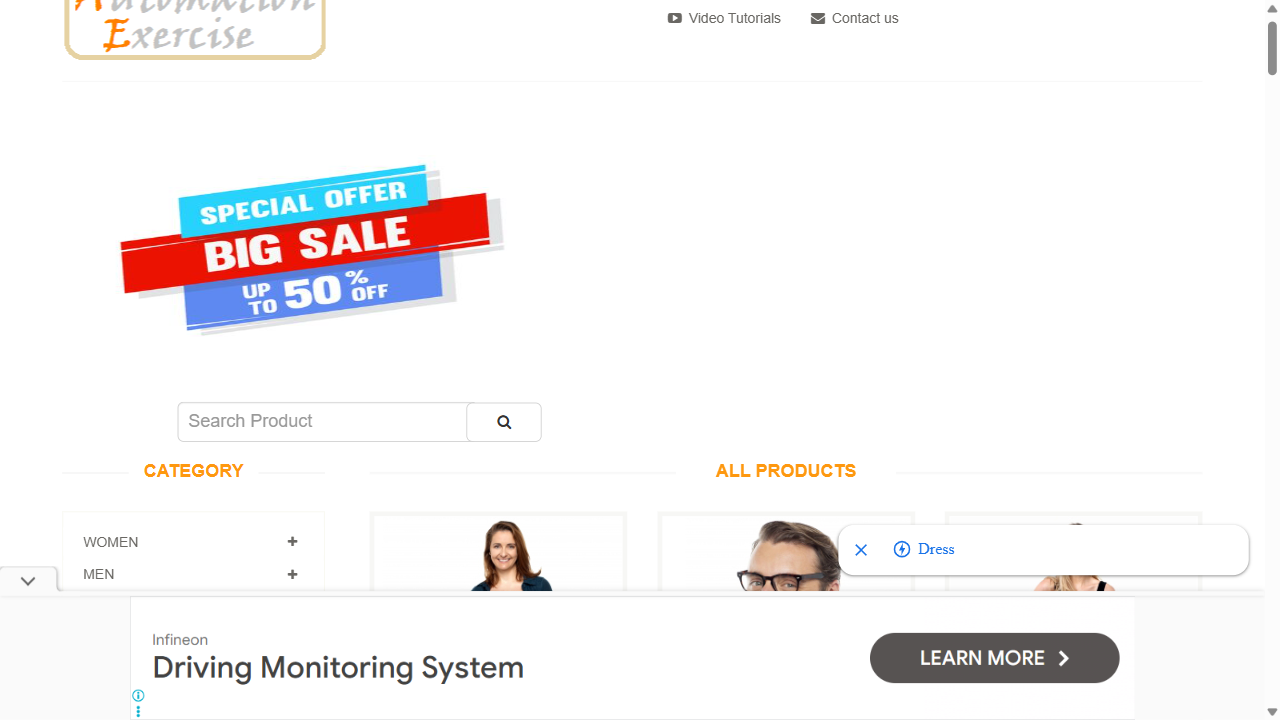 Automation
Exercise
Video Tutorials
Contact us
SPECIAL OFFER
BIG SALE
UP TO 50% OFF
Search Product
CATEGORY
ALL PRODUCTS
WOMEN
MEN
Dress
Infineon
Driving Monitoring System
LEARN MORE